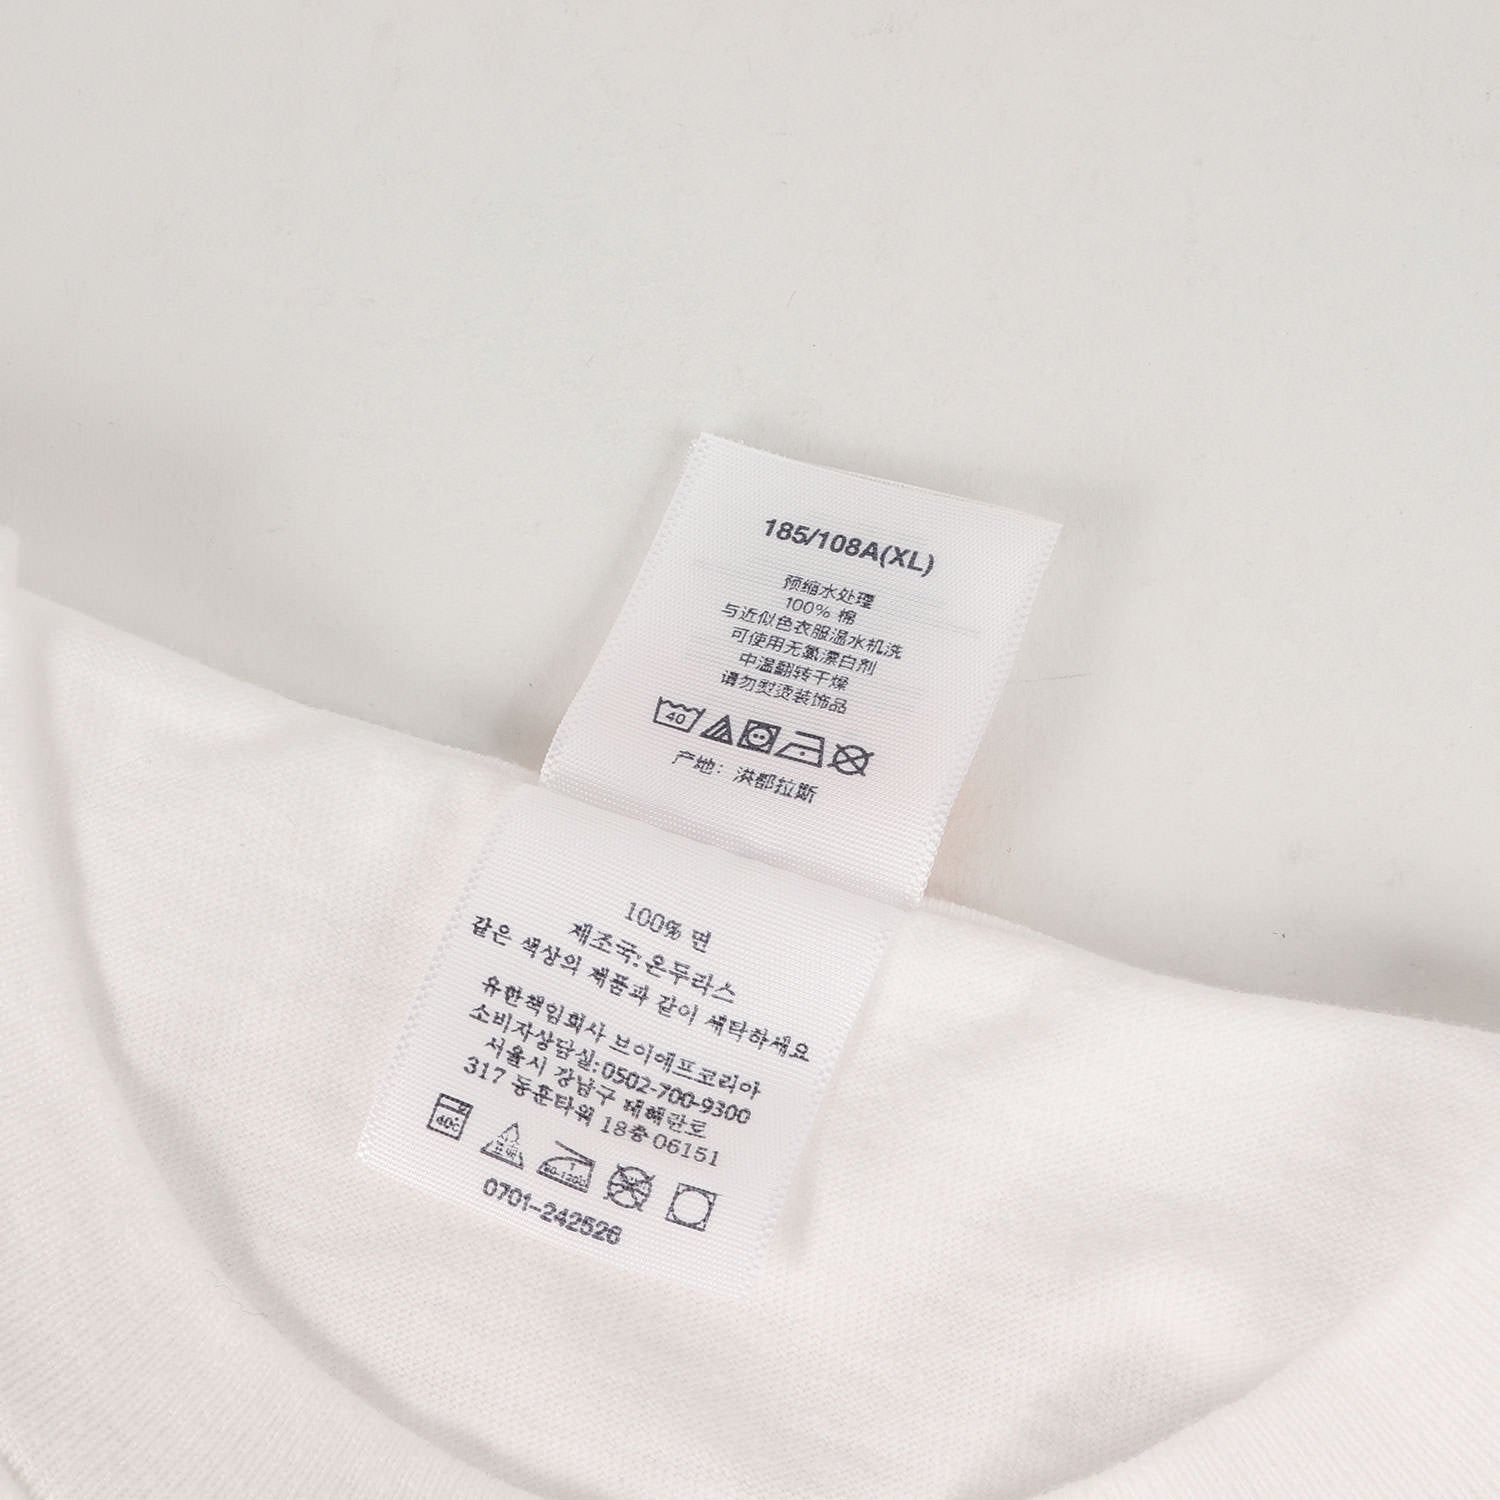 185/108A(XL)
预缩水处理
100% 棉
与近似色衣服温水机洗
可使用无氯漂白剂
中温翻转干燥
请勿熨烫装饰品
40
产地：洪都拉斯
100% 면
제조국:온두라스
같은 색상의 제품과 같이 세탁하세요
유한책임회사 브이에프코리아
소비자상담실:0502-700-9300
서울시 강남구 테헤란로
317 동훈타워 18층 06151
40℃
0701-242526